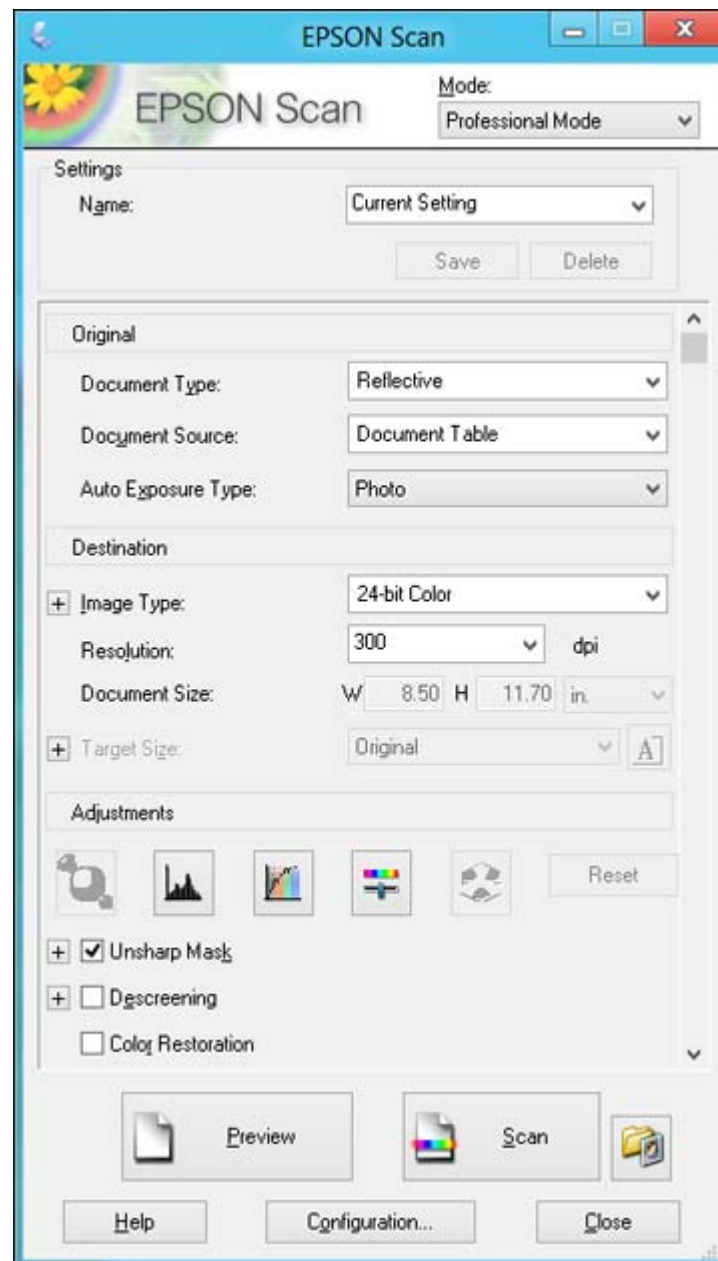 EPSON Scan
EPSON Scan
Mode:
Professional Mode
Settings
Name: Current Setting
Save Delete
Original
Document Type: Reflective
Document Source: Document Table
Auto Exposure Type: Photo
Destination
Image Type: 24-bit Color
Resolution: 300 dpi
Document Size: W 8.50 H 11.70 in.
Target Size: Original A
Adjustments
Reset
Unsharp Mask
Descreening
Color Restoration
Preview Scan
Help Configuration... Close